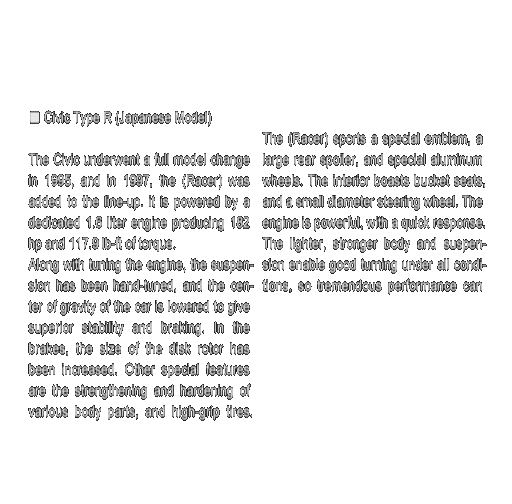 Civic Type R (Japanese Model)
The Civic underwent a full model change
in 1995, and in 1997, the (Racer) was
added to the line-up. It is powered by a
dedicated 1.6 liter engine producing 182
hp and 117.9 lb-ft of torque.
Along with tuning the engine, the suspen-
sion has been hand-tuned, and the cen-
ter of gravity of the car is lowered to give
superior stability and braking. In the
brakes, the size of the disk rotor has
been increased. Other special features
are the strengthening and hardening of
various body parts, and high-grip tires.
The (Racer) sports a special emblem, a
large rear spoiler, and special aluminum
wheels. The interior boasts bucket seats,
and a small diameter steering wheel. The
engine is powerful, with a quick response.
The lighter, stronger body and suspen-
sion enable good turning under all condi-
tions, so tremendous performance can